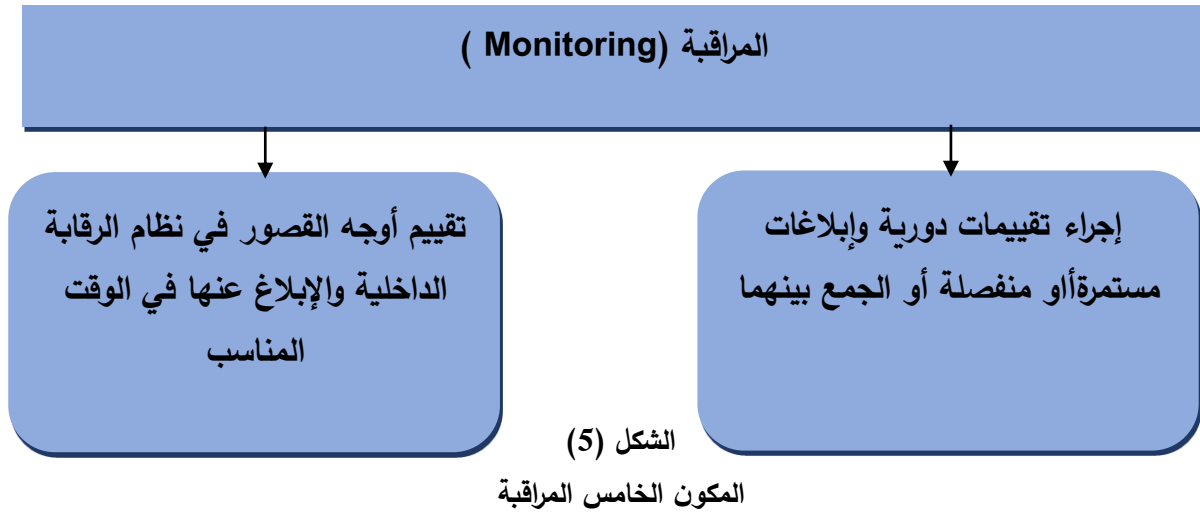 المراقبة (Monitoring )
إجراء تقييمات دورية وإبلاغات
مستمرةأاو منفصلة أو الجمع بينهما
تقييم أوجه القصور في نظام الرقابة
الداخلية والإبلاغ عنها في الوقت
المناسب
الشكل (5)
المكون الخامس المراقبة